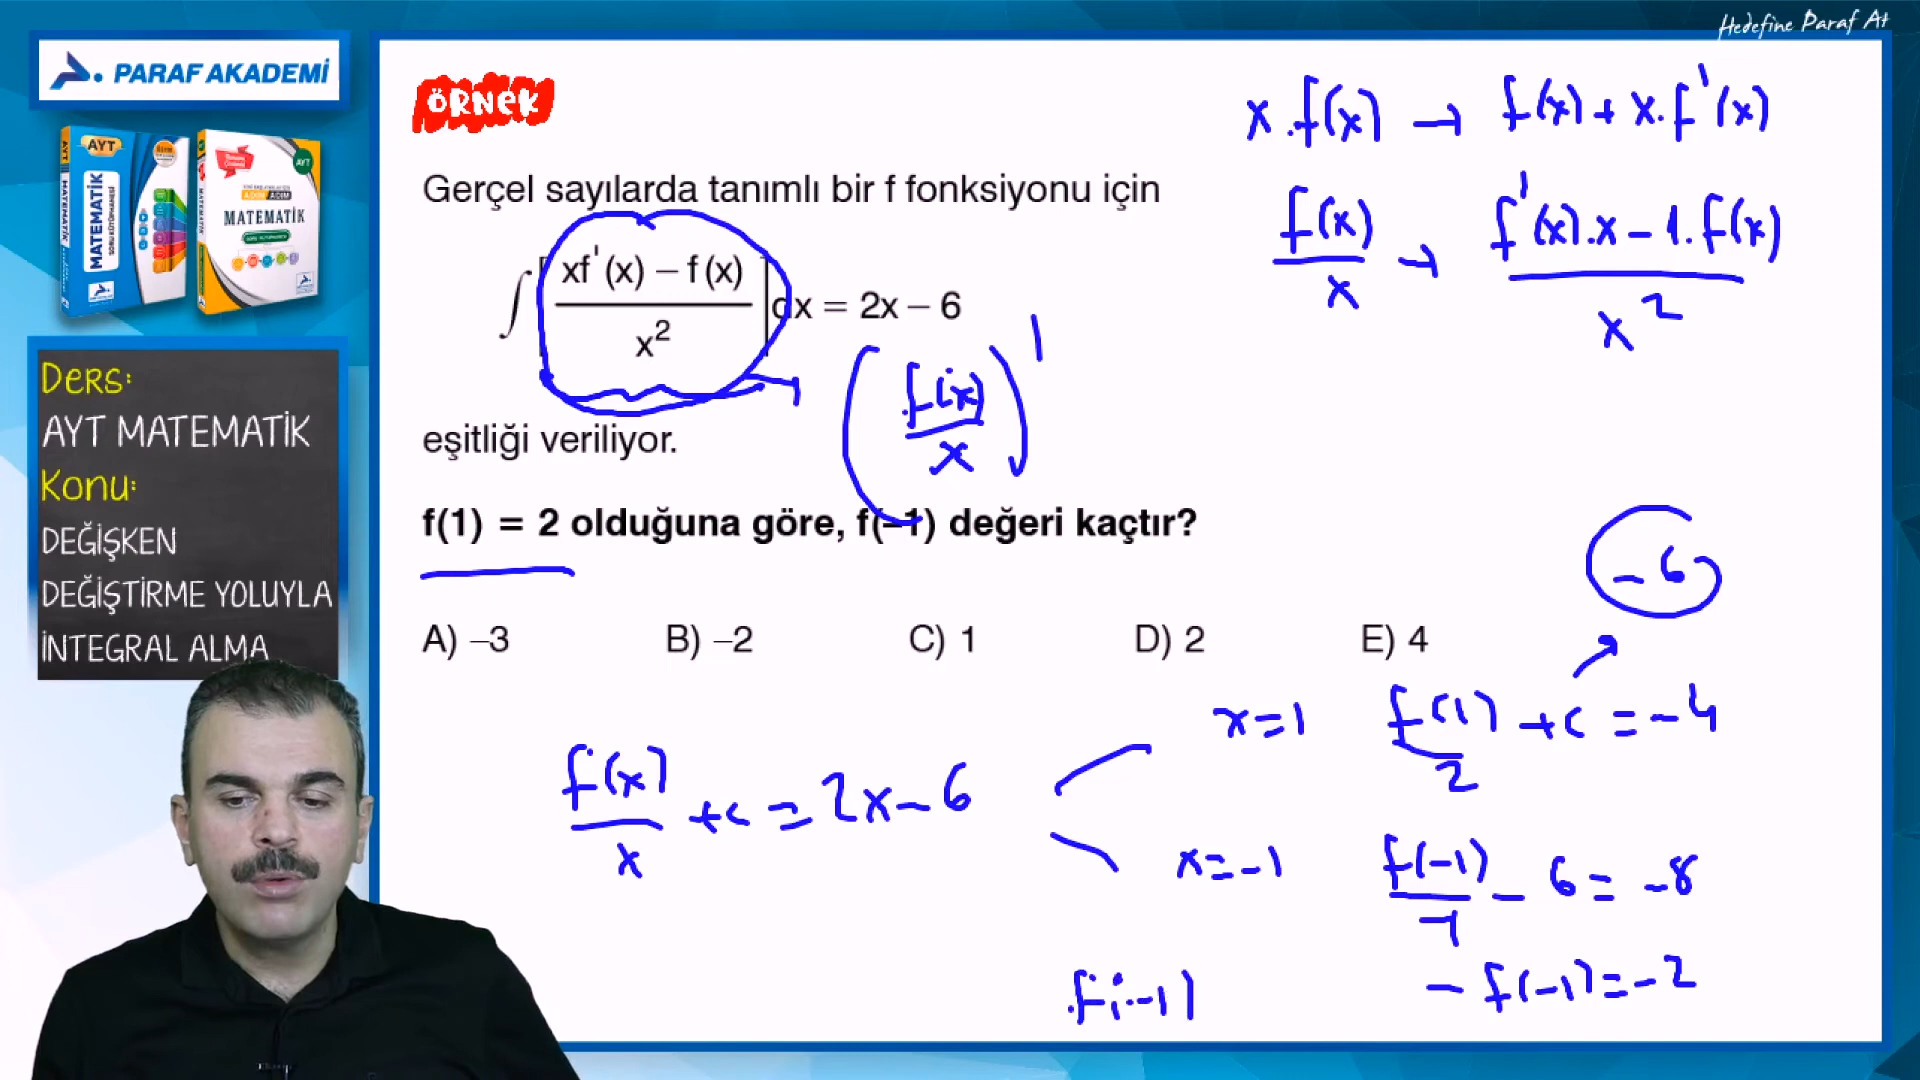 Hedefine Paraf At
PARAF AKADEMİ
AYT
MATEMATİK
SORU KÜTÜPHANESİ
AYT
MATEMATİK
Ders:
AYT MATEMATİK
Konu:
DEĞİŞKEN
DEĞİŞTİRME YOLUYLA
İNTEGRAL ALMA
ÖRNEK
x.f(x) → f(x) + x.f'(x)
f(x)/x → f'(x).x – 1.f(x) / x²
Gerçel sayılarda tanımlı bir f fonksiyonu için
∫[xf'(x) – f(x) / x²]dx = 2x – 6
(f(x)/x)'
eşitliği veriliyor.
f(1) = 2 olduğuna göre, f(–1) değeri kaçtır?
A) –3 B) –2 C) 1 D) 2 E) 4
–6
x=1 f(1) + c = –4
2
f(x)/x + c = 2x – 6
x=–1 f(–1)/–1 – 6 = –8
–f(–1) = –2
f(–1)